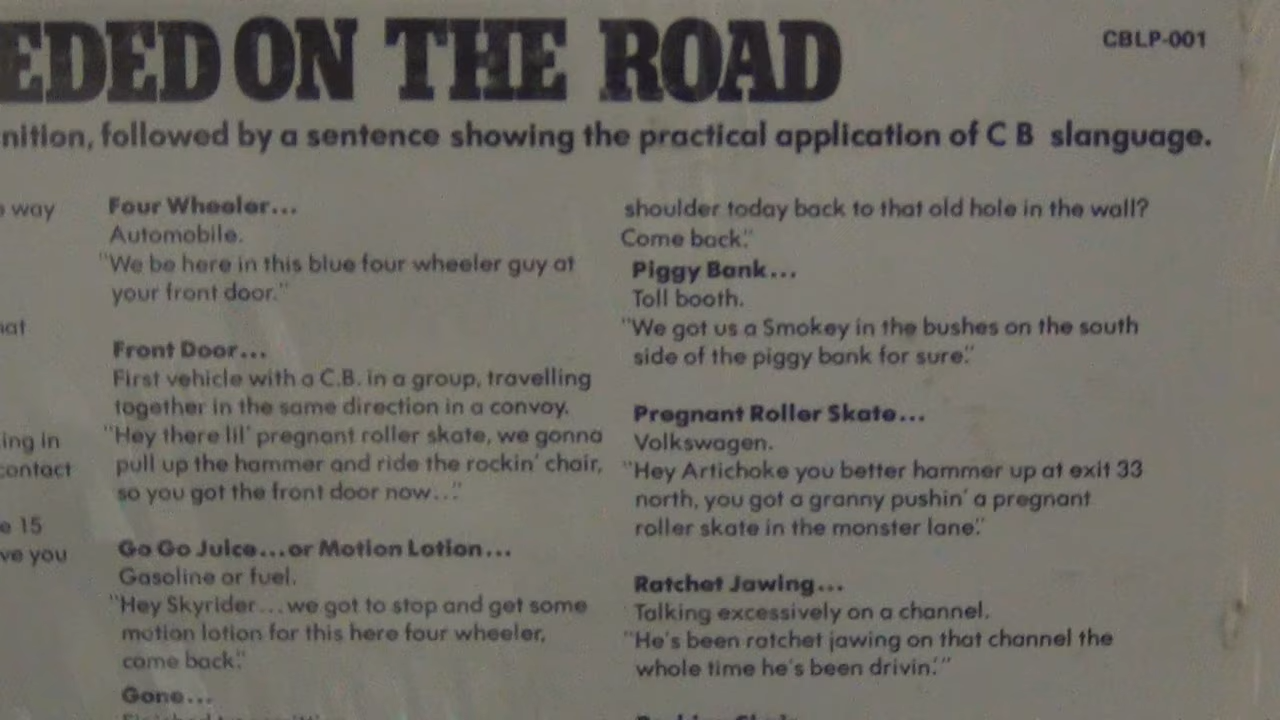 EDED ON THE ROAD
CBLP-001
nition, followed by a sentence showing the practical application of C B slanguage.
way
hat
ing in
contact
e 15
ve you
Four Wheeler...
Automobile.
"We be here in this blue four wheeler guy at
your front door."
Front Door...
First vehicle with a C.B. in a group, travelling
together in the same direction in a convoy.
"Hey there lil' pregnant roller skate, we gonna
pull up the hammer and ride the rockin' chair,
so you got the front door now..."
Go Go Juice...or Motion Lotion...
Gasoline or fuel.
"Hey Skyrider...we got to stop and get some
motion lotion for this here four wheeler,
come back."
Gone...
shoulder today back to that old hole in the wall?
Come back."
Piggy Bank...
Toll booth.
"We got us a Smokey in the bushes on the south
side of the piggy bank for sure."
Pregnant Roller Skate...
Volkswagen.
"Hey Artichoke you better hammer up at exit 33
north, you got a granny pushin' a pregnant
roller skate in the monster lane."
Ratchet Jawing...
Talking excessively on a channel.
"He's been ratchet jawing on that channel the
whole time he's been drivin'."